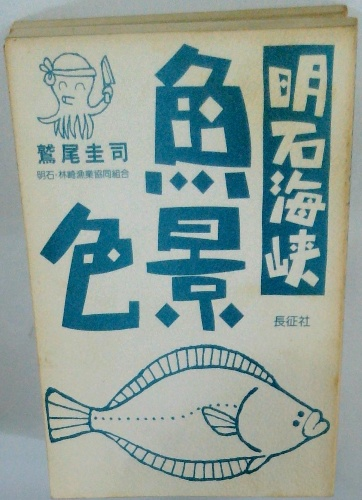 明石海峡
魚景色
鷲尾圭司
明石・林崎漁業協同組合
長征社